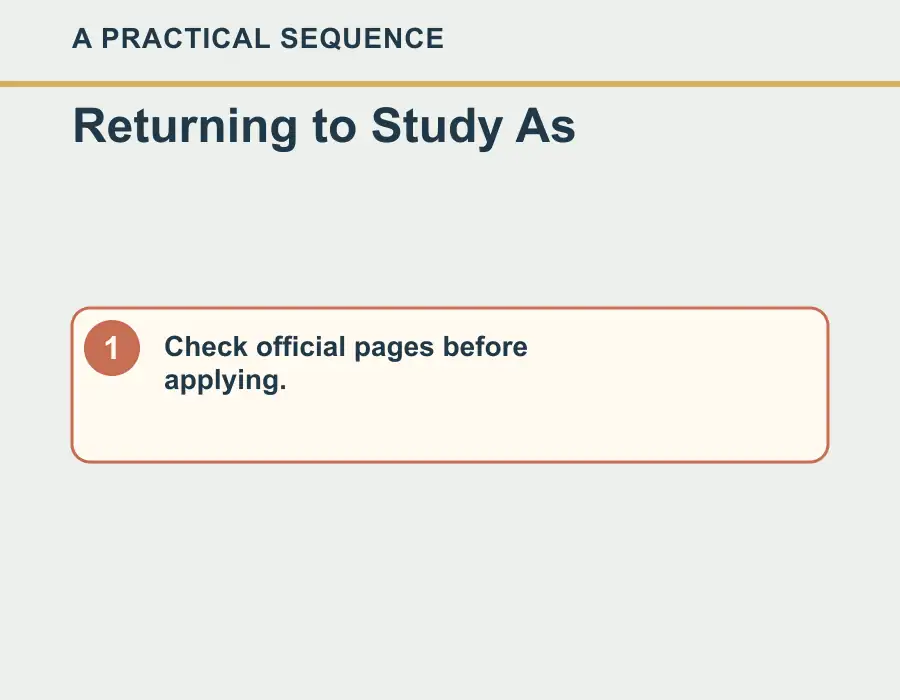 A PRACTICAL SEQUENCE
Returning to Study As
1
Check official pages before
applying.